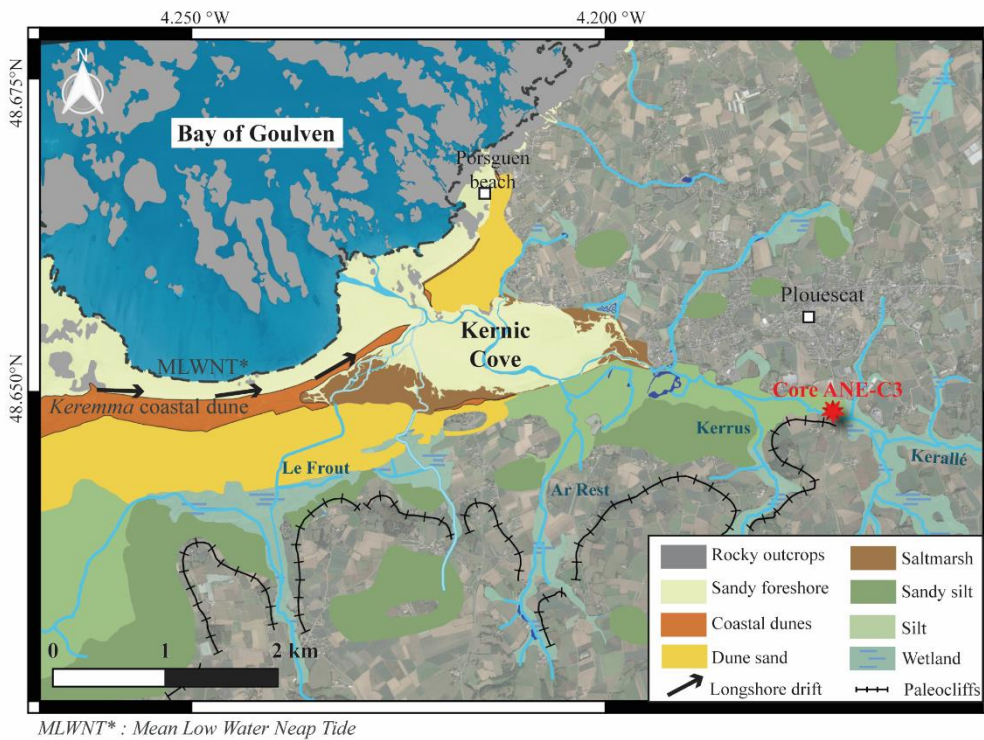 4.250 °W
4.200 °W
48.675°N
N
Bay of Goulven
Porsguen
beach
Plouescat
Kernic
Cove
MLWNT*
48.650°N
Keremma coastal dune
Core ANE-C3
Kerrus
Kerallé
Le Frout
Ar Rest
Rocky outcrops
Saltmarsh
Sandy foreshore
Sandy silt
Coastal dunes
Silt
Dune sand
Wetland
Longshore drift
Paleocliffs
0 1 2 km
MLWNT* : Mean Low Water Neap Tide